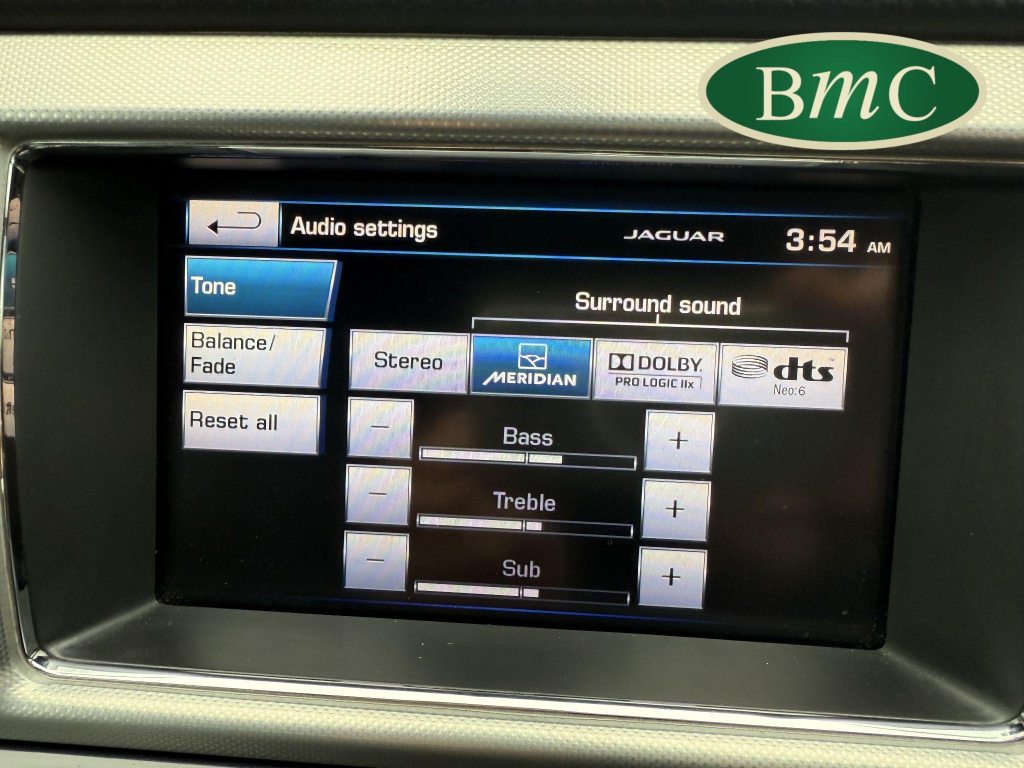 BmC
Audio settings
JAGUAR
3:54 AM
Tone
Surround sound
Balance/
Fade
Stereo
MERIDIAN
DOLBY
PRO LOGIC IIx
dts
Neo:6
Reset all
−
Bass
+
−
Treble
+
−
Sub
+